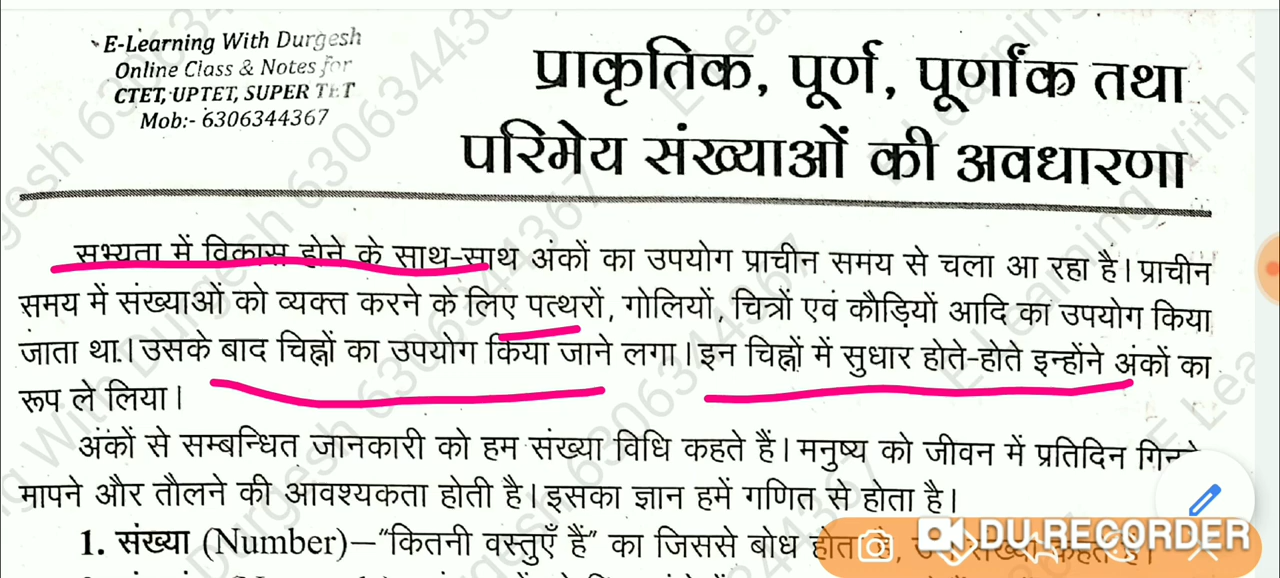 E-Learning With Durgesh
Online Class & Notes for
CTET, UPTET, SUPER TET
Mob:- 6306344367
प्राकृतिक, पूर्ण, पूर्णांक तथा
परिमेय संख्याओं की अवधारणा
सभ्यता में विकास होने के साथ-साथ अंकों का उपयोग प्राचीन समय से चला आ रहा है। प्राचीन
समय में संख्याओं को व्यक्त करने के लिए पत्थरों, गोलियों, चित्रों एवं कौड़ियों आदि का उपयोग किया
जाता था। उसके बाद चिह्नों का उपयोग किया जाने लगा। इन चिह्नों में सुधार होते-होते इन्होंने अंकों का
रूप ले लिया।
अंकों से सम्बन्धित जानकारी को हम संख्या विधि कहते हैं। मनुष्य को जीवन में प्रतिदिन
मापने और तौलने की आवश्यकता होती है। इसका ज्ञान हमें गणित से होता है।
1. संख्या (Number)—"कितनी वस्तुएँ हैं" का जिससे बोध होता है,
DU RECORDER